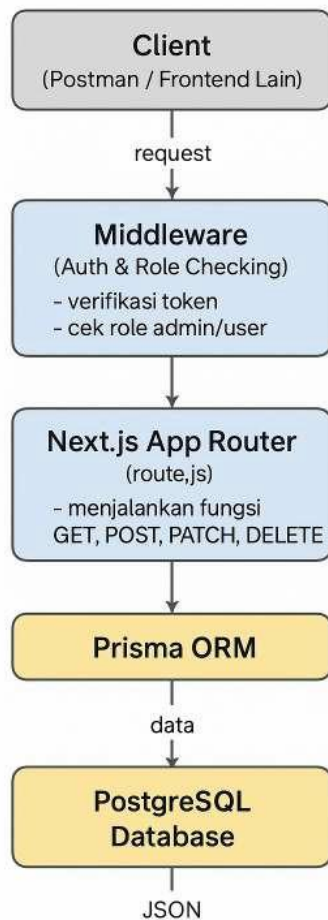 Client
(Postman / Frontend Lain)
request
Middleware
(Auth & Role Checking)
- verifikasi token
- cek role admin/user
Next.js App Router
(route,js)
- menjalankan fungsi
GET, POST, PATCH, DELETE
Prisma ORM
data
PostgreSQL
Database
JSON